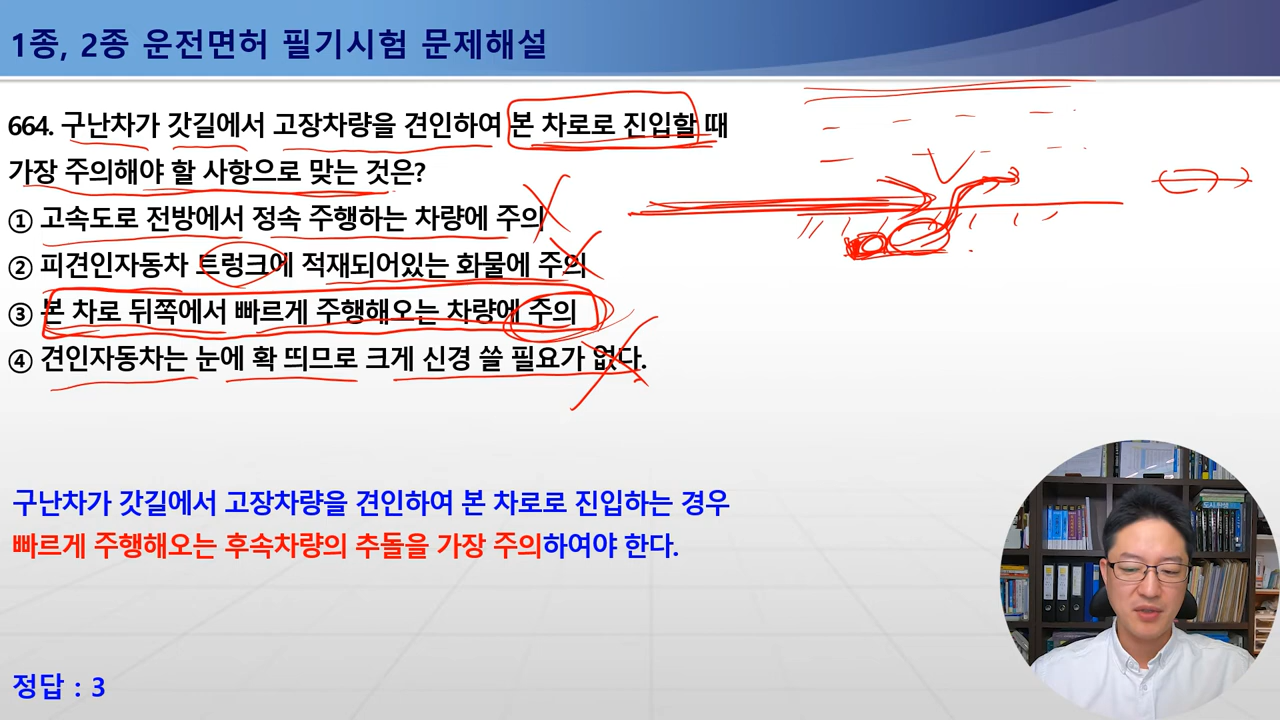 1종, 2종 운전면허 필기시험 문제해설
664. 구난차가 갓길에서 고장차량을 견인하여 본 차로로 진입할 때
가장 주의해야 할 사항으로 맞는 것은?
① 고속도로 전방에서 정속 주행하는 차량에 주의
② 피견인자동차 트렁크에 적재되어있는 화물에 주의
③ 본 차로 뒤쪽에서 빠르게 주행해오는 차량에 주의
④ 견인자동차는 눈에 확 띄므로 크게 신경 쓸 필요가 없다.
구난차가 갓길에서 고장차량을 견인하여 본 차로로 진입하는 경우
빠르게 주행해오는 후속차량의 추돌을 가장 주의하여야 한다.
정답 : 3